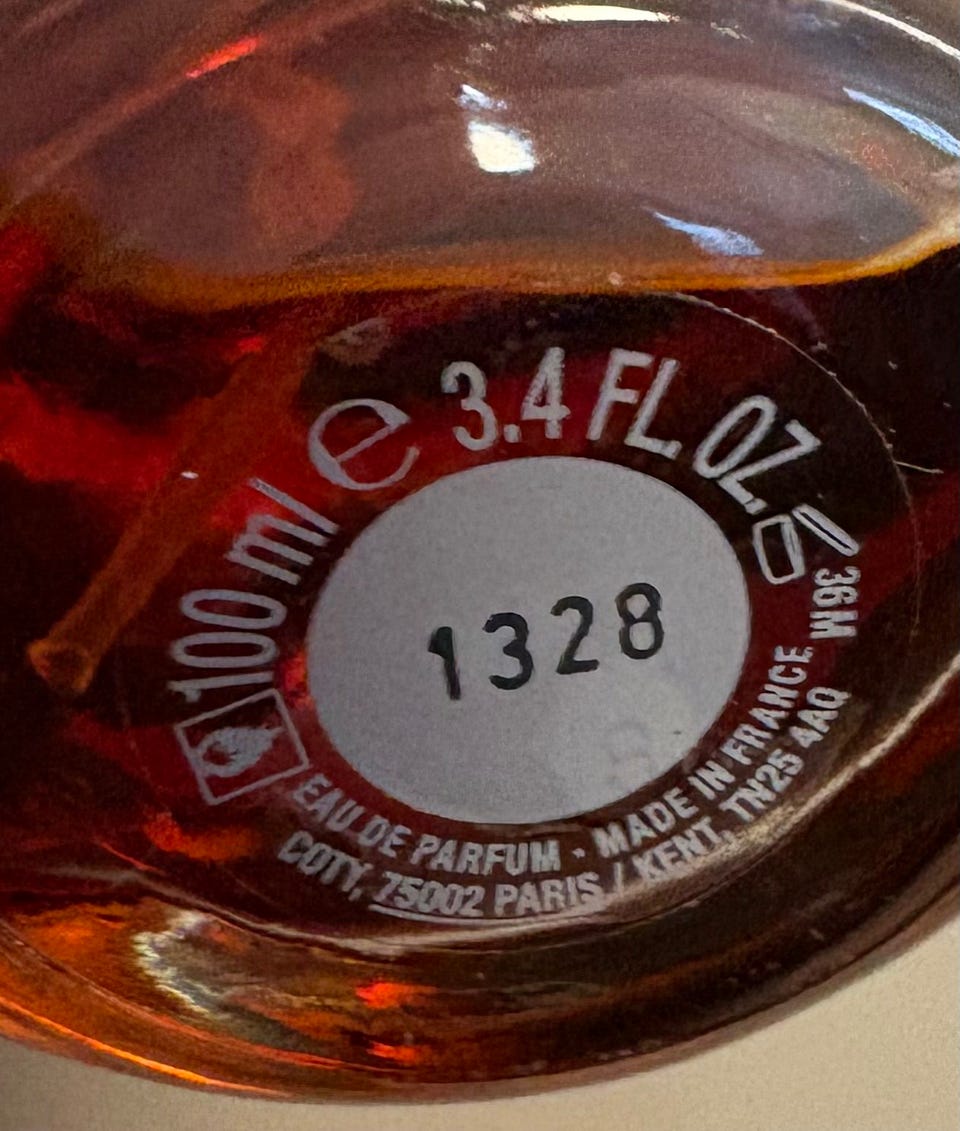 100 ml e 3.4 FL. OZ.
36M
1328
EAU DE PARFUM - MADE IN FRANCE
COTY, 75002 PARIS / KENT, TN25 4AQ